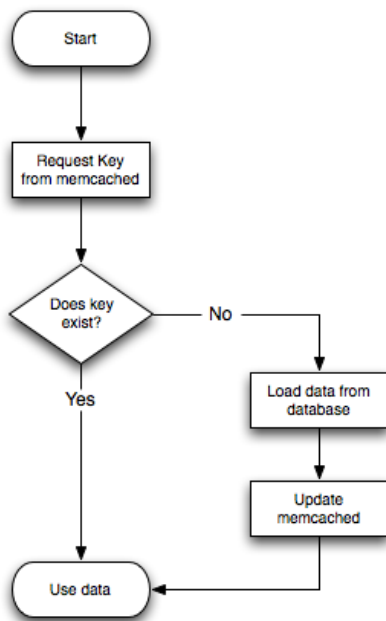 Start
Request Key
from memcached
Does key
exist?
No
Yes
Load data from
database
Update
memcached
Use data